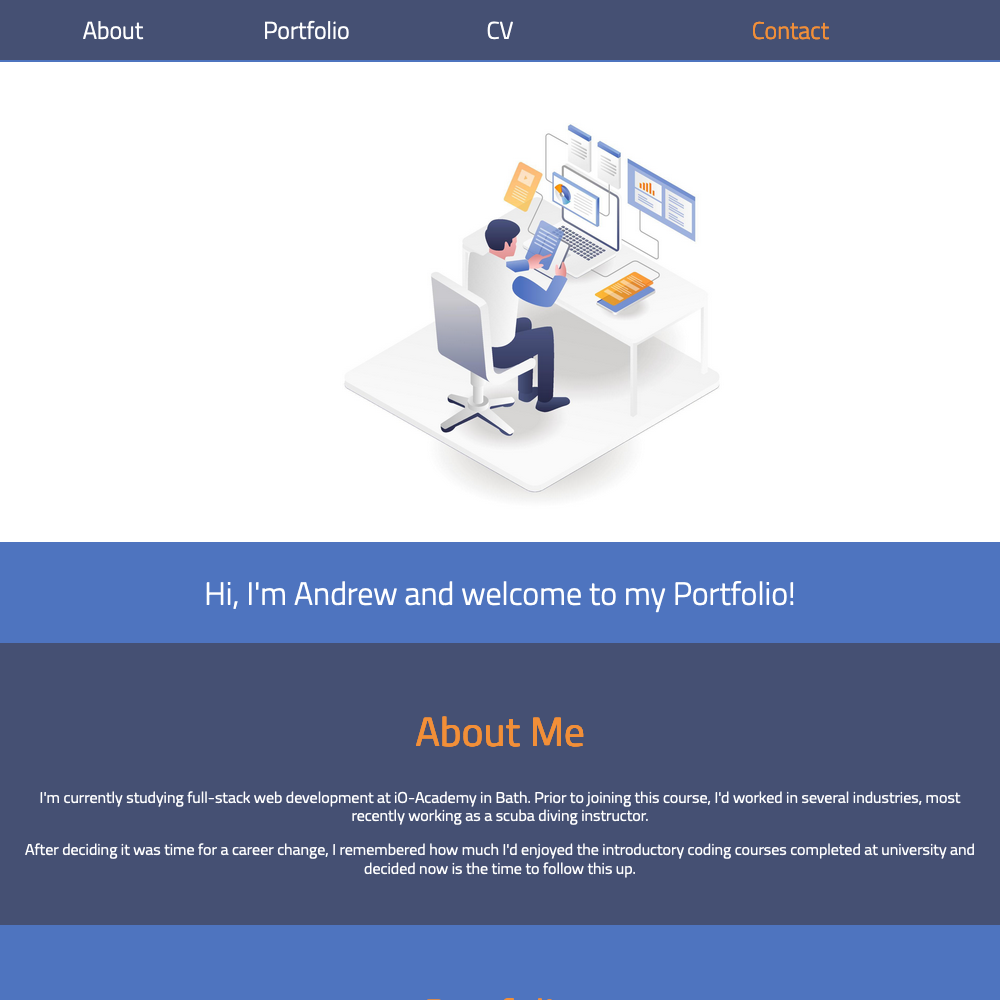 About Portfolio CV Contact
Hi, I'm Andrew and welcome to my Portfolio!
About Me
I'm currently studying full-stack web development at iO-Academy in Bath. Prior to joining this course, I'd worked in several industries, most
recently working as a scuba diving instructor.
After deciding it was time for a career change, I remembered how much I'd enjoyed the introductory coding courses completed at university and
decided now is the time to follow this up.